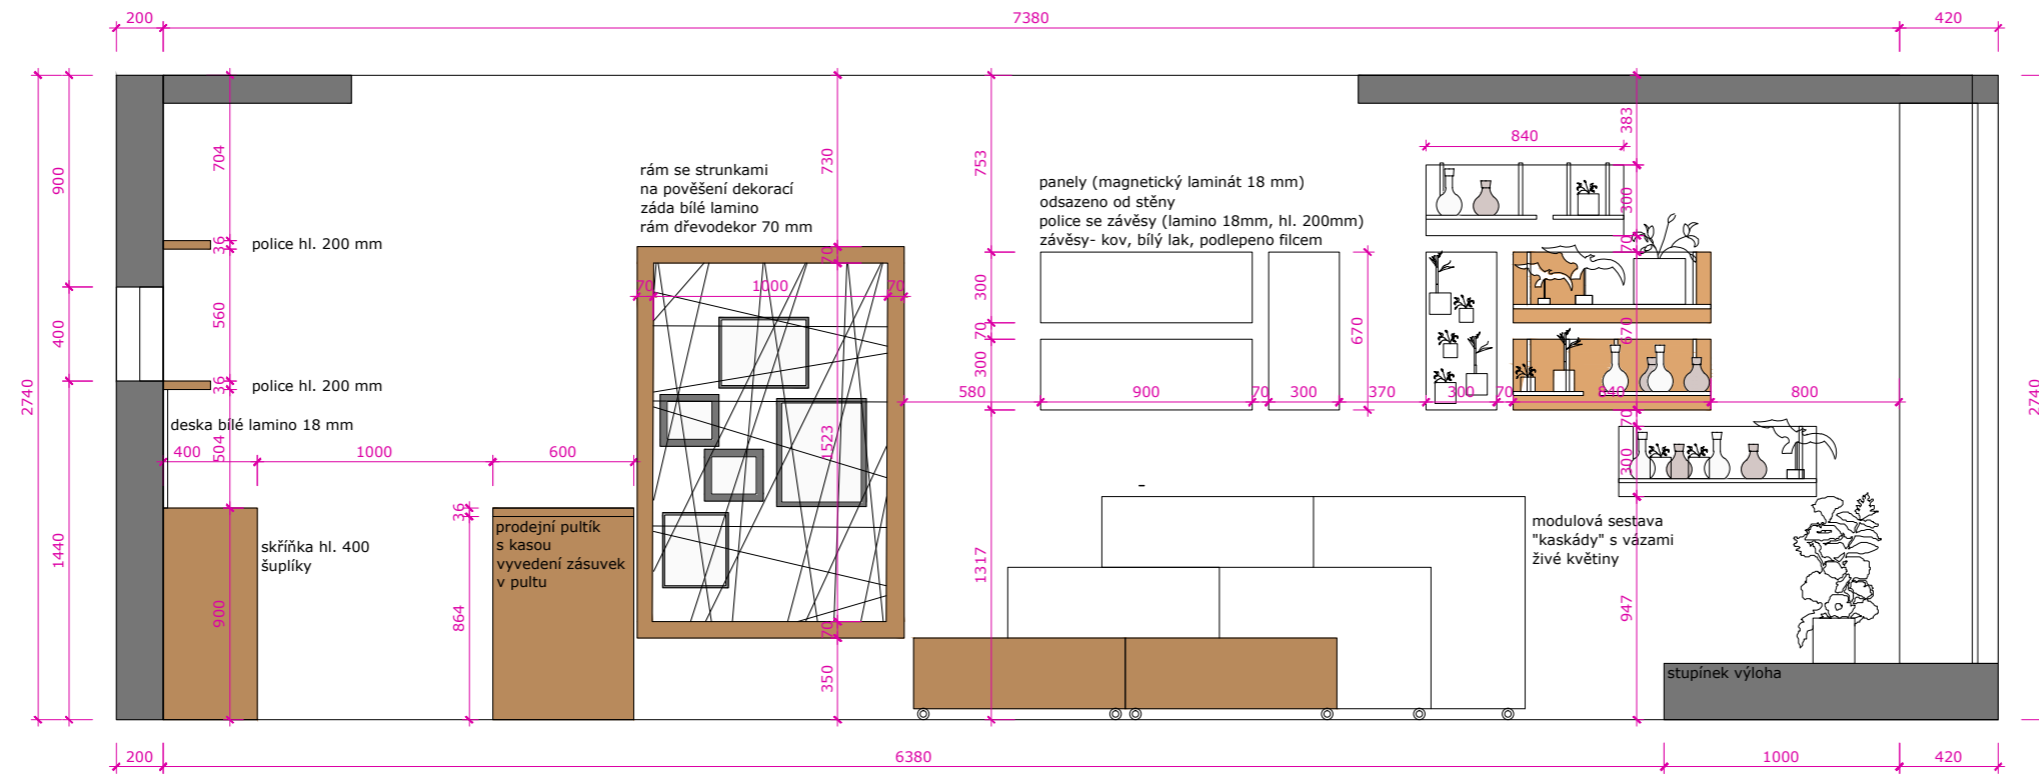 200
7380
420
2740
900
400
1440
704
36
560
36
504
900
police hl. 200 mm
police hl. 200 mm
deska bílé lamino 18 mm
400
1000
600
skříňka hl. 400
šuplíky
36
864
prodejní pultík
s kasou
vyvedení zásuvek
v pultu
rám se strunkami
na pověšení dekorací
záda bílé lamino
rám dřevodekor 70 mm
730
70
70
1000
70
1523
70
350
753
300
70
300
1317
panely (magnetický laminát 18 mm)
odsazeno od stěny
police se závěsy (lamino 18mm, hl. 200mm)
závěsy- kov, bílý lak, podlepeno filcem
670
580
900
70
300
370
300
70
840
800
840
383
300
70
670
70
300
947
modulová sestava
"kaskády" s vázami
živé květiny
stupínek výloha
2740
200
6380
1000
420